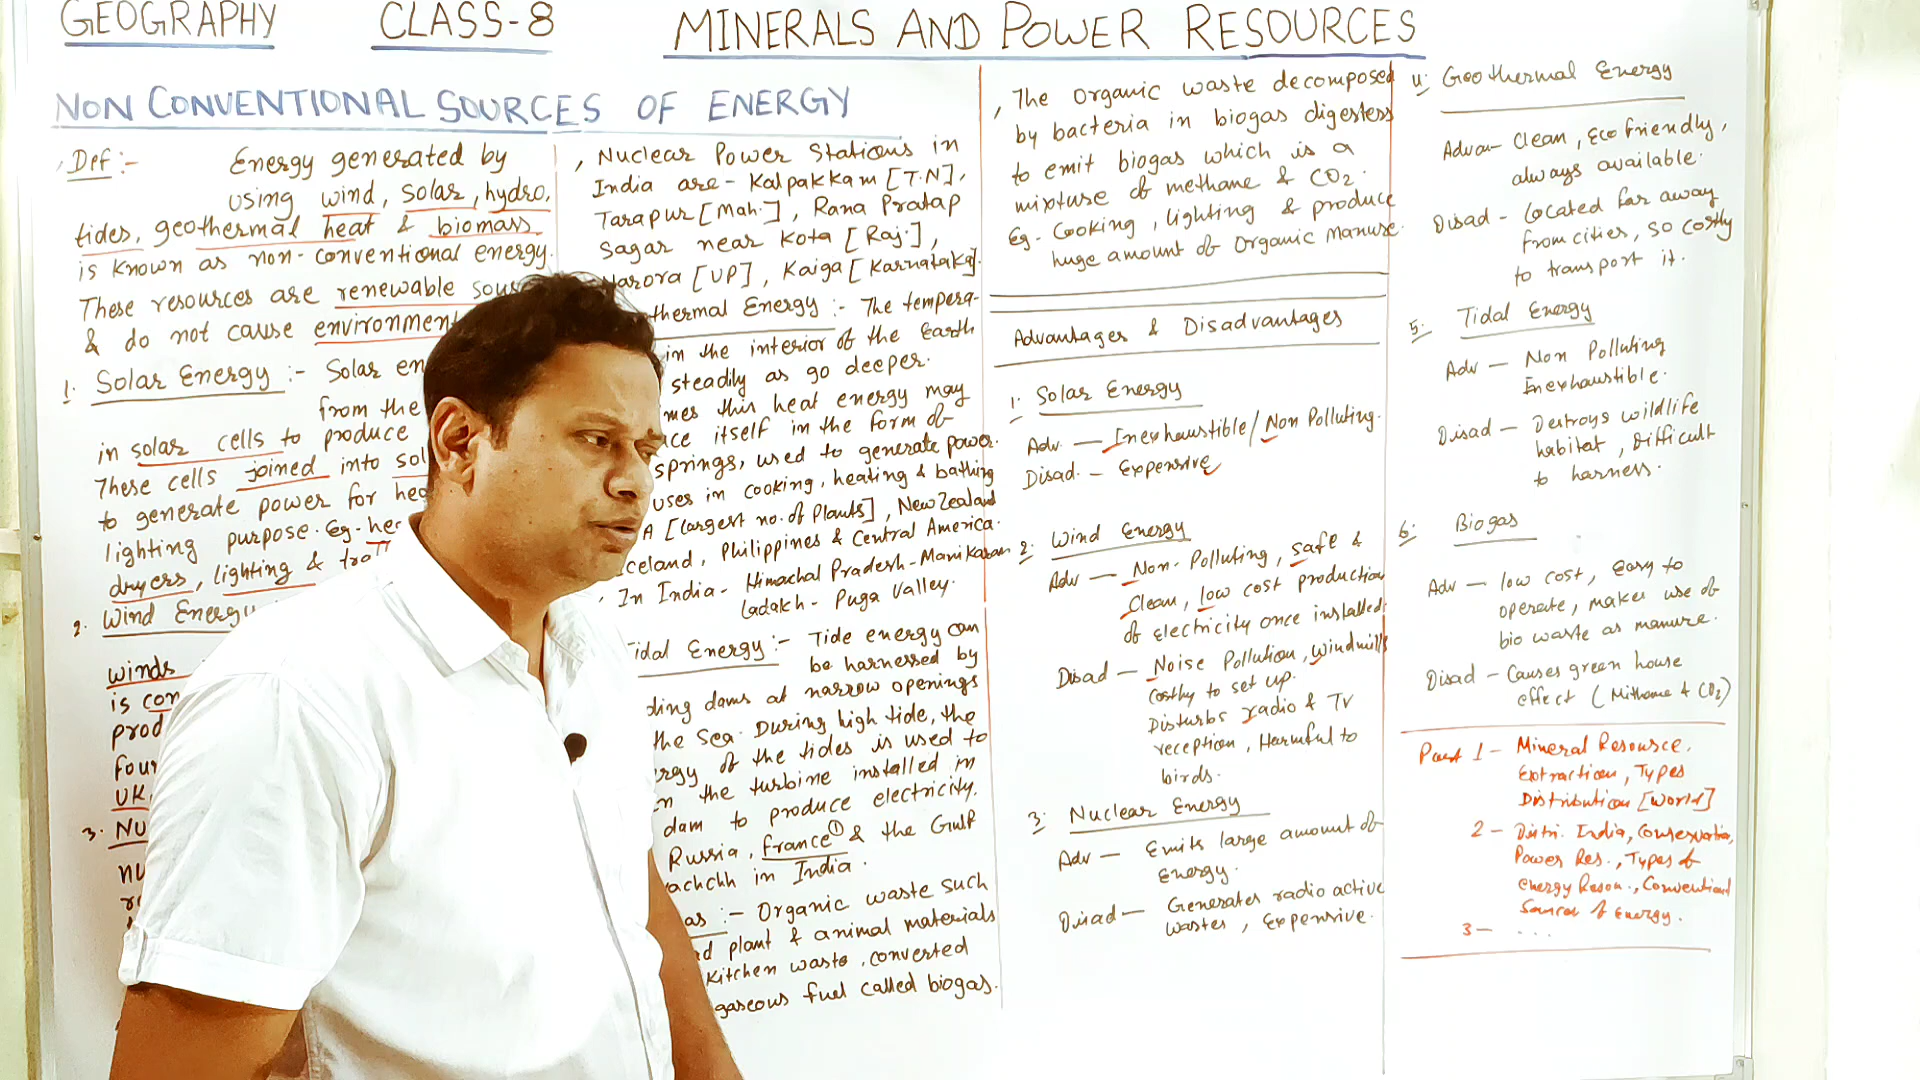 GEOGRAPHY CLASS-8 MINERALS AND POWER RESOURCES
NON CONVENTIONAL SOURCES OF ENERGY
Def :- Energy generated by
using wind, solar, hydro,
tides, geothermal heat & biomass
is known as non-conventional energy.
These resources are renewable
& do not cause environment
1. Solar Energy :- Solar
from the
in solar cells to produce
These cells joined into
to generate power for
lighting purpose. Eg-
dryers, lighting &
2. Wind Energy
winds
is
UK,
3.
, Nuclear Power Stations in
India are - Kalpakkam [T.N],
Tarapur [Mah.], Rana Pratap
Sagar near Kota [Raj.],
Narora [UP], Kaiga [Karnataka].
thermal Energy :- The tempera-
in the interior of the Earth
steadily as go deeper.
this heat energy may
itself in the form of
springs, used to generate power.
uses in cooking, heating & bathing
A [largest no. of Plants], New Zealand
celand, Philippines & Central America.
, In India - Himachal Pradesh - Manikaran
Ladakh - Puga Valley.
idal Energy :- Tide energy can
be harnessed by
ding dams at narrow openings
the sea. During high tide, the
of the tides is used to
the turbine installed in
dam to produce electricity.
Russia, france① & the Gulf
achchh in India.
as :- Organic waste such
plant & animal materials
kitchen waste, converted
gaseous fuel called biogas.
, The organic waste decomposed
by bacteria in biogas digesters
to emit biogas which is a
mixture of methane & CO2.
Eg- Cooking, lighting & produce
huge amount of Organic Manure.
Advantages & Disadvantages
1. Solar Energy
Adv. — Inexhaustible / Non Polluting.
Disad. - Expensive
2. Wind Energy
Adv — Non-Polluting, safe &
Clean, low cost production
of electricity once installed.
Disad — Noise Pollution, windmills
costly to set up.
Disturbs radio & TV
reception, Harmful to
birds.
3. Nuclear Energy
Adv — Emits large amount of
Energy.
Disad — Generates radio active
wastes, Expensive.
4. Geothermal Energy
Advan- Clean, Eco friendly,
always available.
Disad - Located far away
from cities, so costly
to transport it.
5. Tidal Energy
Adv — Non Polluting
Inexhaustible.
Disad — Destroys wildlife
habitat, Difficult
to harness.
6. Biogas
Adv — low cost, easy to
operate, makes use of
bio waste as manure.
Disad — Causes green house
effect ( Mithane & CO2)
Part 1 - Mineral Resource,
Extraction, Types
Distribution [World]
2 - Distri. India, Conservation,
Power Res., Types of
energy Resou., Conventional
Source of Energy.
3 - . . .